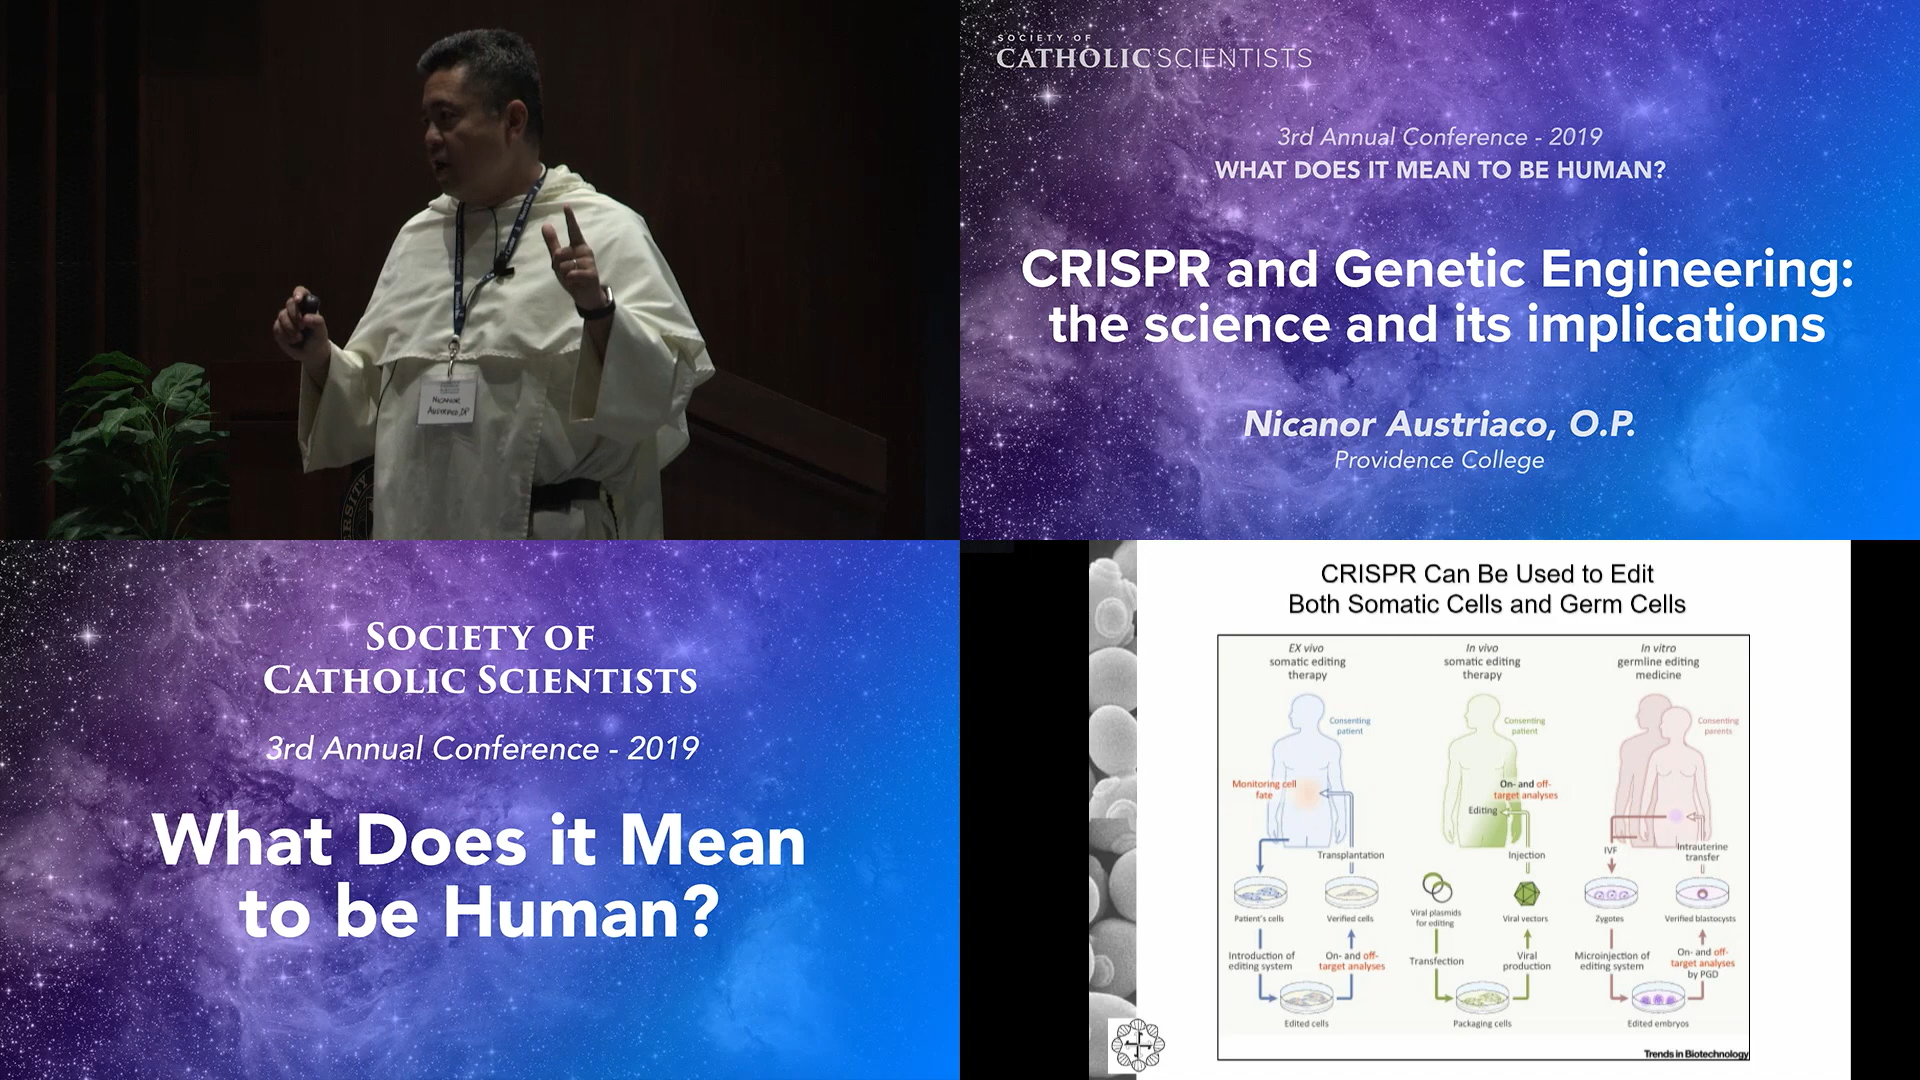 NICANOR
AUSTRIACO, OP
SOCIETY OF
CATHOLIC SCIENTISTS
3rd Annual Conference - 2019
WHAT DOES IT MEAN TO BE HUMAN?
CRISPR and Genetic Engineering:
the science and its implications
Nicanor Austriaco, O.P.
Providence College
SOCIETY OF
CATHOLIC SCIENTISTS
3rd Annual Conference - 2019
What Does it Mean
to be Human?
CRISPR Can Be Used to Edit
Both Somatic Cells and Germ Cells
EX vivo
somatic editing
therapy
Consenting
patient
Monitoring cell
fate
Transplantation
Patient's cells
Verified cells
Introduction of
editing system
On- and off-
target analyses
Edited cells
In vivo
somatic editing
therapy
Consenting
patient
On- and off-
target analyses
Editing
Injection
Viral plasmids
for editing
Viral vectors
Transfection
Viral
production
Packaging cells
In vitro
germline editing
medicine
Consenting
parents
IVF
Intrauterine
transfer
Zygotes
Verified blastocysts
Microinjection of
editing system
On- and off-
target analyses
by PGD
Edited embryos
Trends in Biotechnology